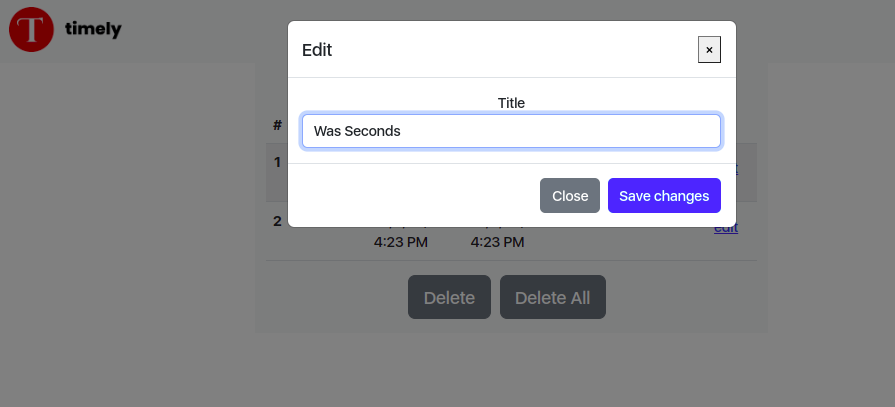 T timely
Edit ×
Title
Was Seconds
Close Save changes
#
1
2
4:23 PM 4:23 PM edit
Delete Delete All